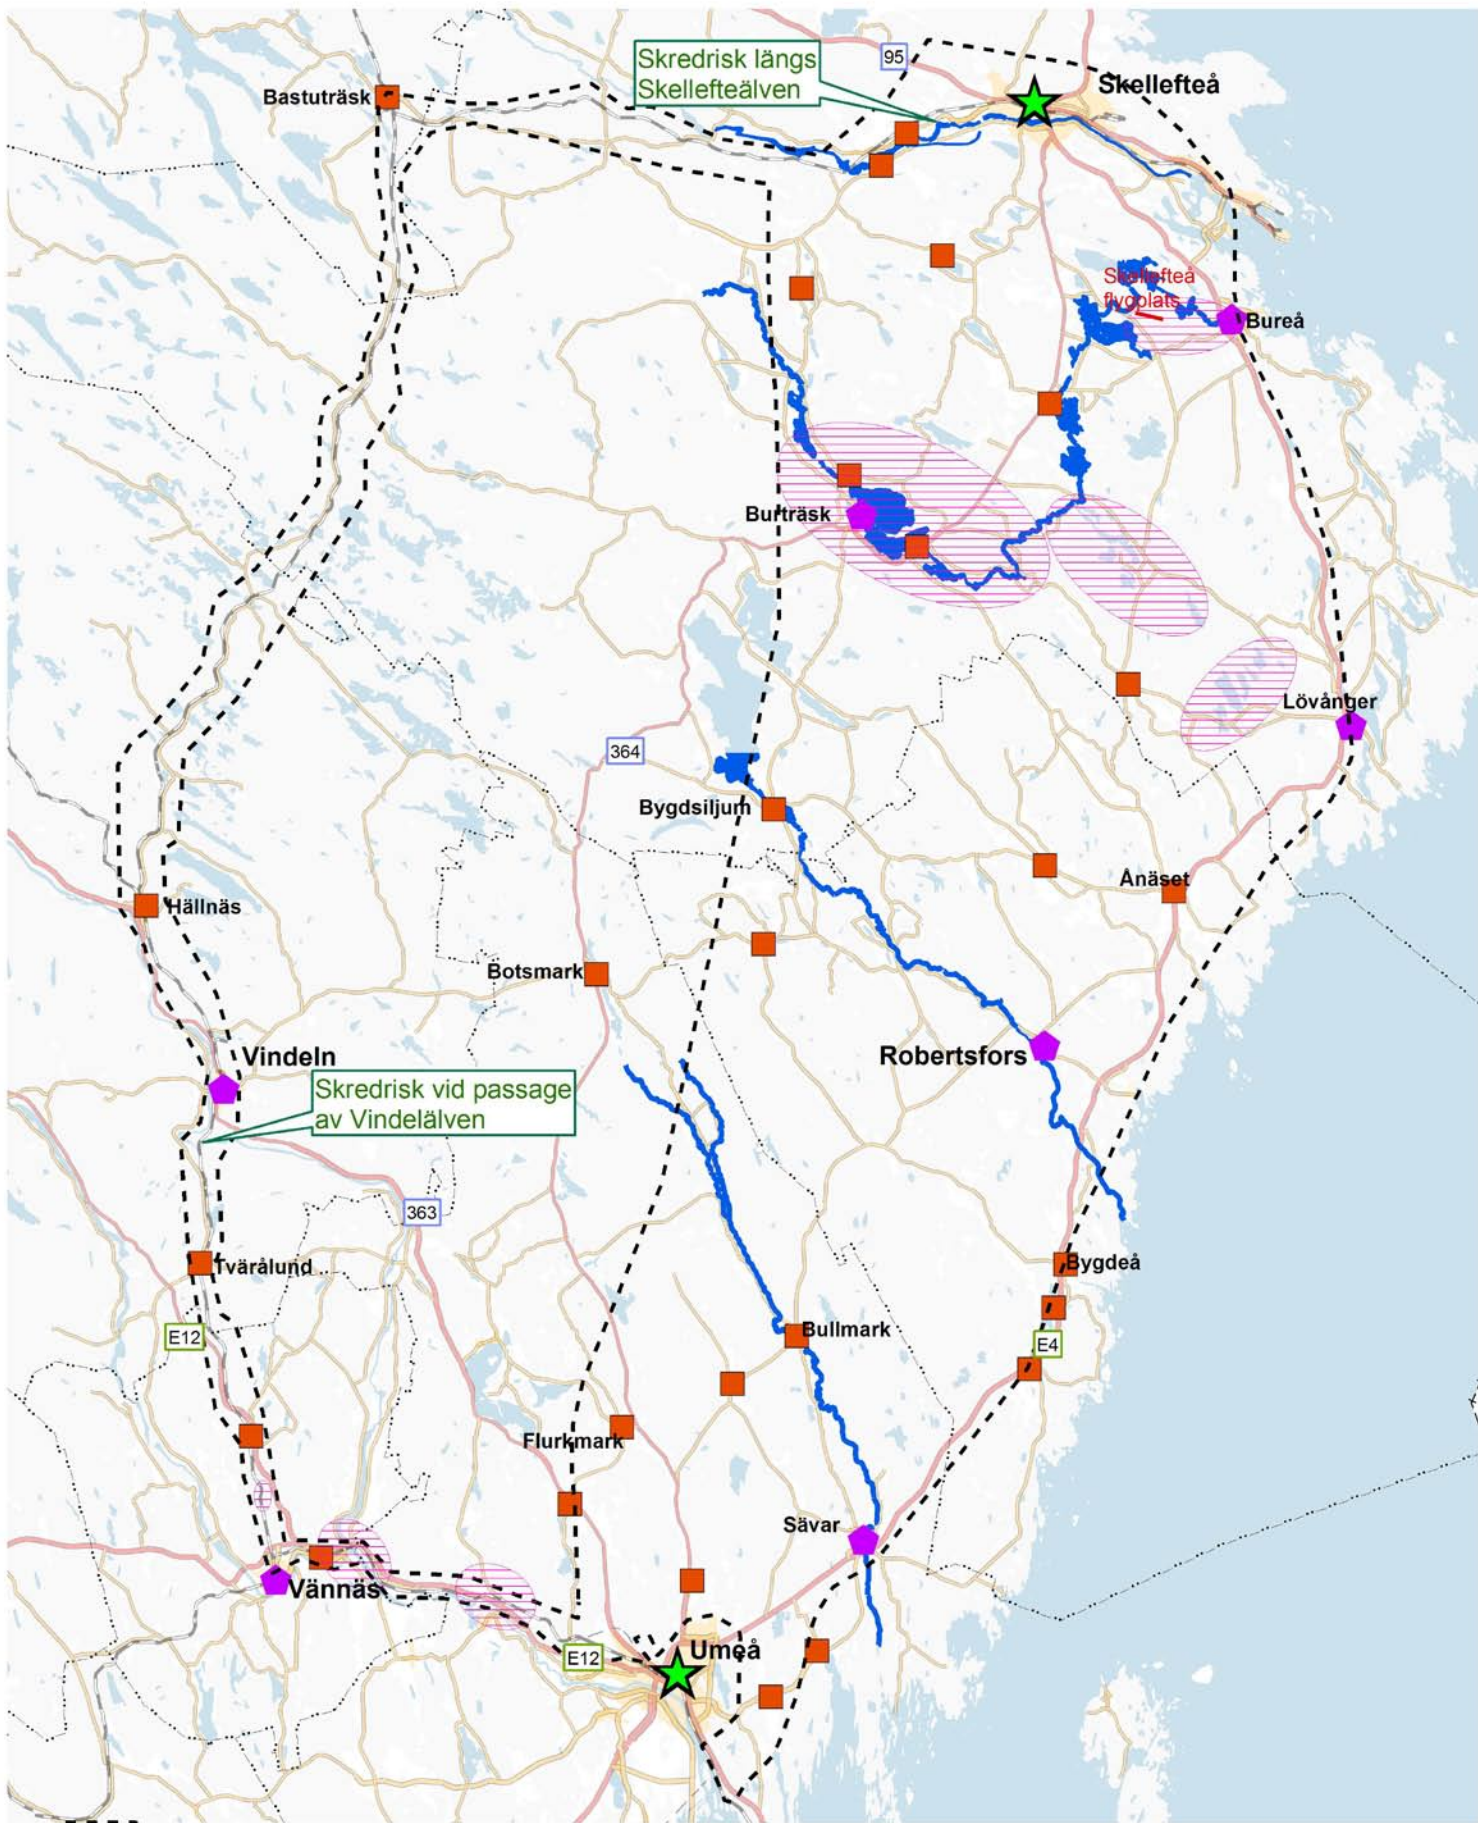 95
Skredrisk längs
Skellefteälven
Skellefteå
Bastuträsk
Skellefteå
flygplats
Bureå
Burträsk
Lövånger
364
Bygdsiljum
Ånäset
Hällnäs
Botsmark
Vindeln
Robertsfors
Skredrisk vid passage
av Vindelälven
363
Tvärålund
Bygdeå
E12
Bullmark
E4
Flurkmark
Sävar
Vännäs
E12
Umeå